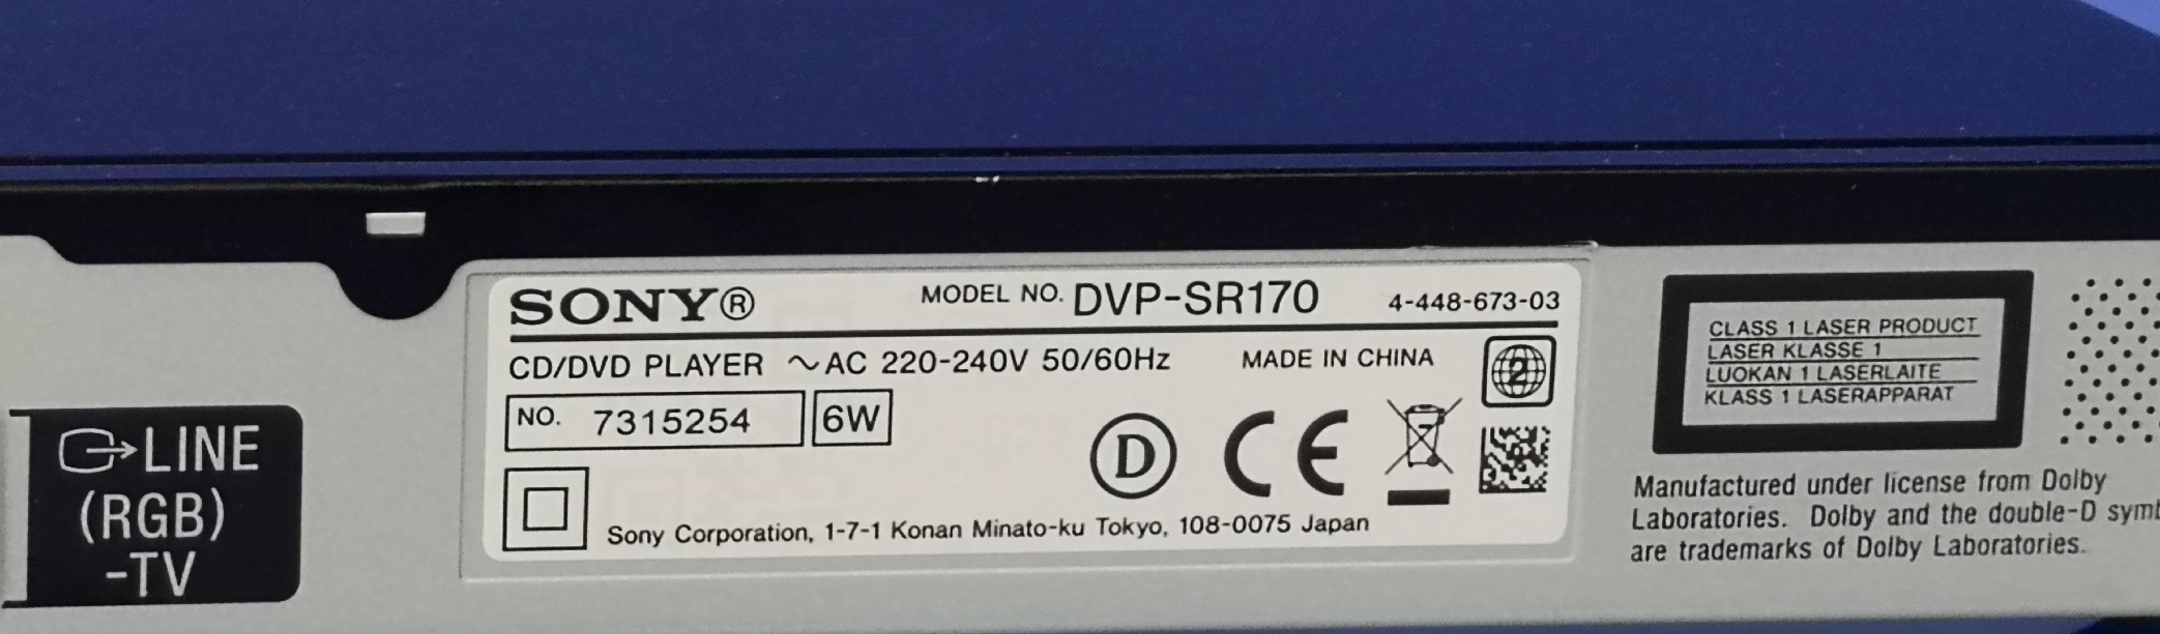 SONY® MODEL NO. DVP-SR170 4-448-673-03
CD/DVD PLAYER ~AC 220-240V 50/60Hz MADE IN CHINA
2
NO. 7315254 6W
D CE
Sony Corporation, 1-7-1 Konan Minato-ku Tokyo, 108-0075 Japan
LINE
(RGB)
-TV
CLASS 1 LASER PRODUCT
LASER KLASSE 1
LUOKAN 1 LASERLAITE
KLASS 1 LASERAPPARAT
Manufactured under license from Dolby
Laboratories. Dolby and the double-D
are trademarks of Dolby Laboratories.